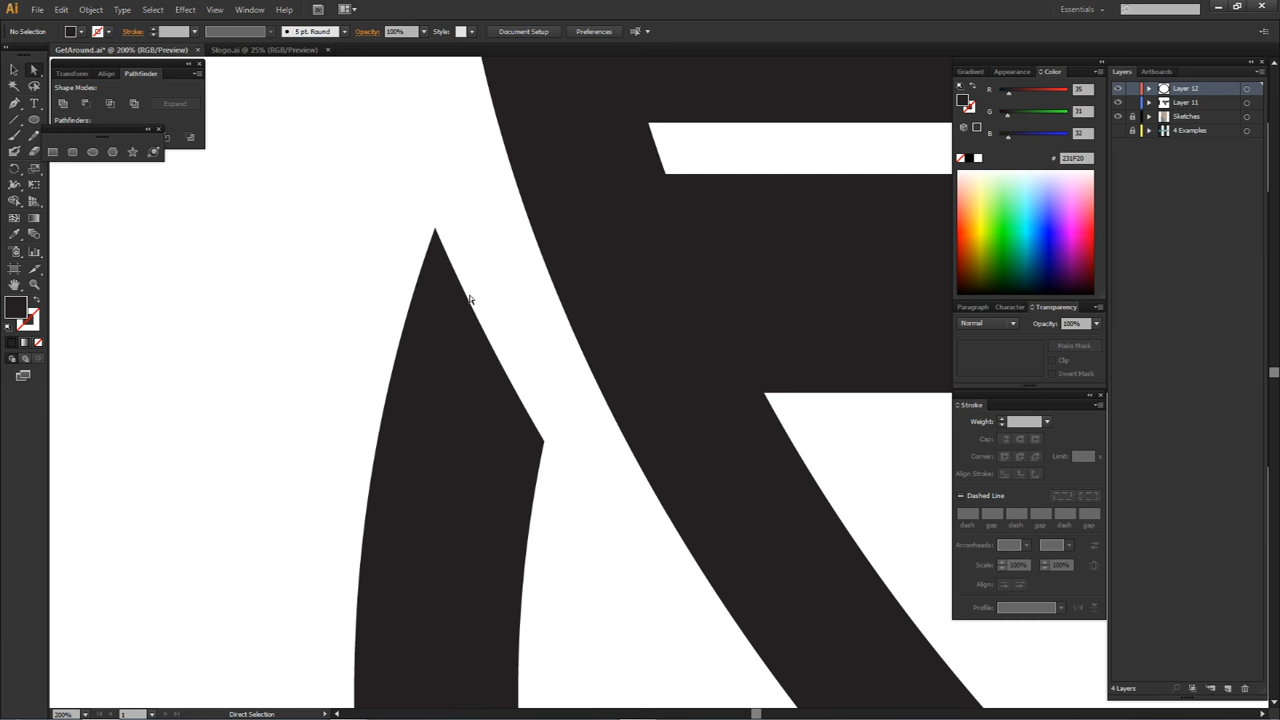 Ai File Edit Object Type Select Effect View Window Help Essentials
No Selection Stroke: 5 pt. Round Opacity: 100% Style: Document Setup Preferences
GetAround.ai* @ 200% (RGB/Preview) × Slogo.ai @ 25% (RGB/Preview) ×
Transform Align Pathfinder
Shape Modes:
Expand
Pathfinders:
Gradient Appearance Color
R 35
G 31
B 32
# 231F20
Paragraph Character Transparency
Normal Opacity: 100%
Make Mask
Clip
Invert Mask
Stroke
Weight:
Cap:
Corner: Limit: x
Align Stroke:
Dashed Line
dash gap dash gap dash gap
Arrowheads:
Scale: 100% 100%
Align:
Profile:
Layers Artboards
Layer 12
Layer 11
Sketches
4 Examples
4 Layers
200% 1 Direct Selection